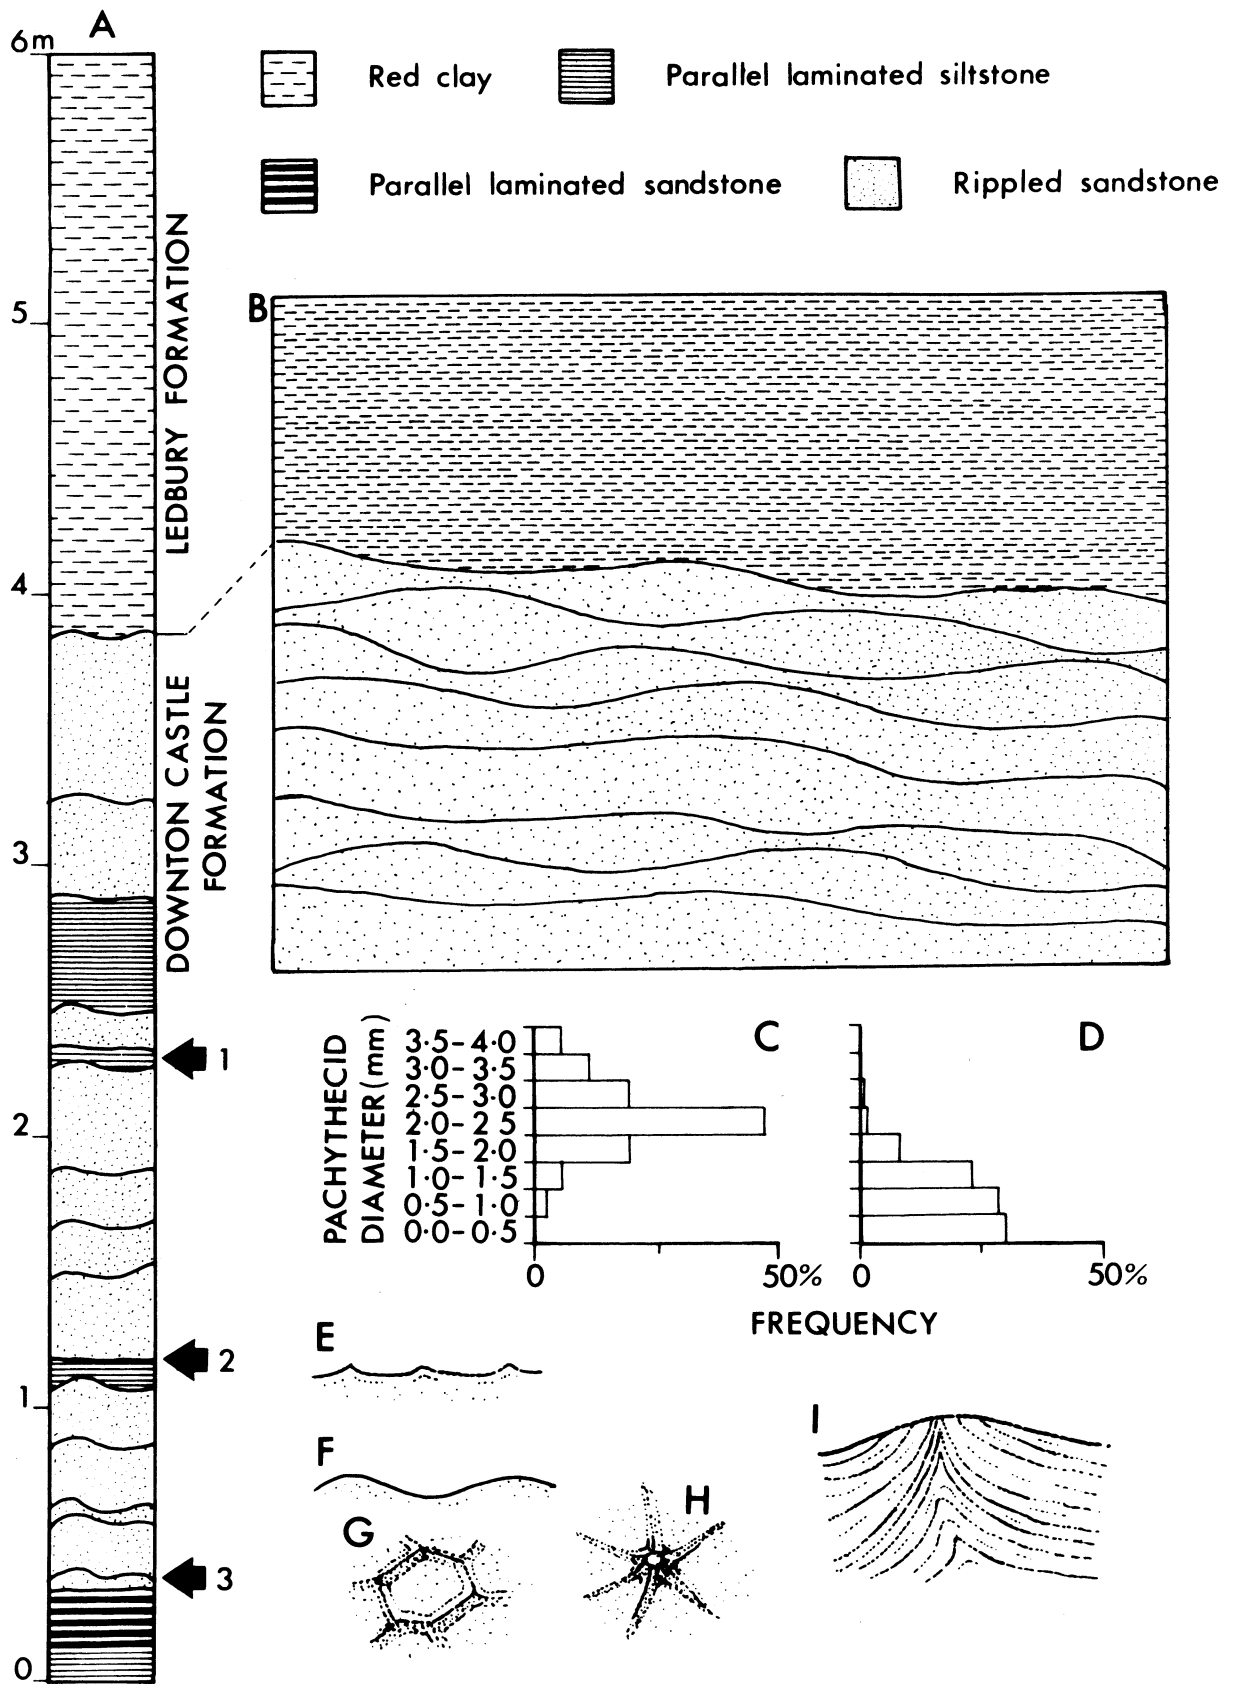 A
6m
Red clay
Parallel laminated siltstone
Parallel laminated sandstone
Rippled sandstone
LEDBURY FORMATION
B
5
4
DOWNTON CASTLE
FORMATION
3
1
2
2
1
3
0
PACHYTHECID
DIAMETER (mm)
3·5-4·0
3·0-3·5
2·5-3·0
2·0-2 5
1·5-2·0
1·0-1·5
0·5-1·0
0·0-0·5
C
D
0
50%
0
50%
FREQUENCY
E
F
G
H
I